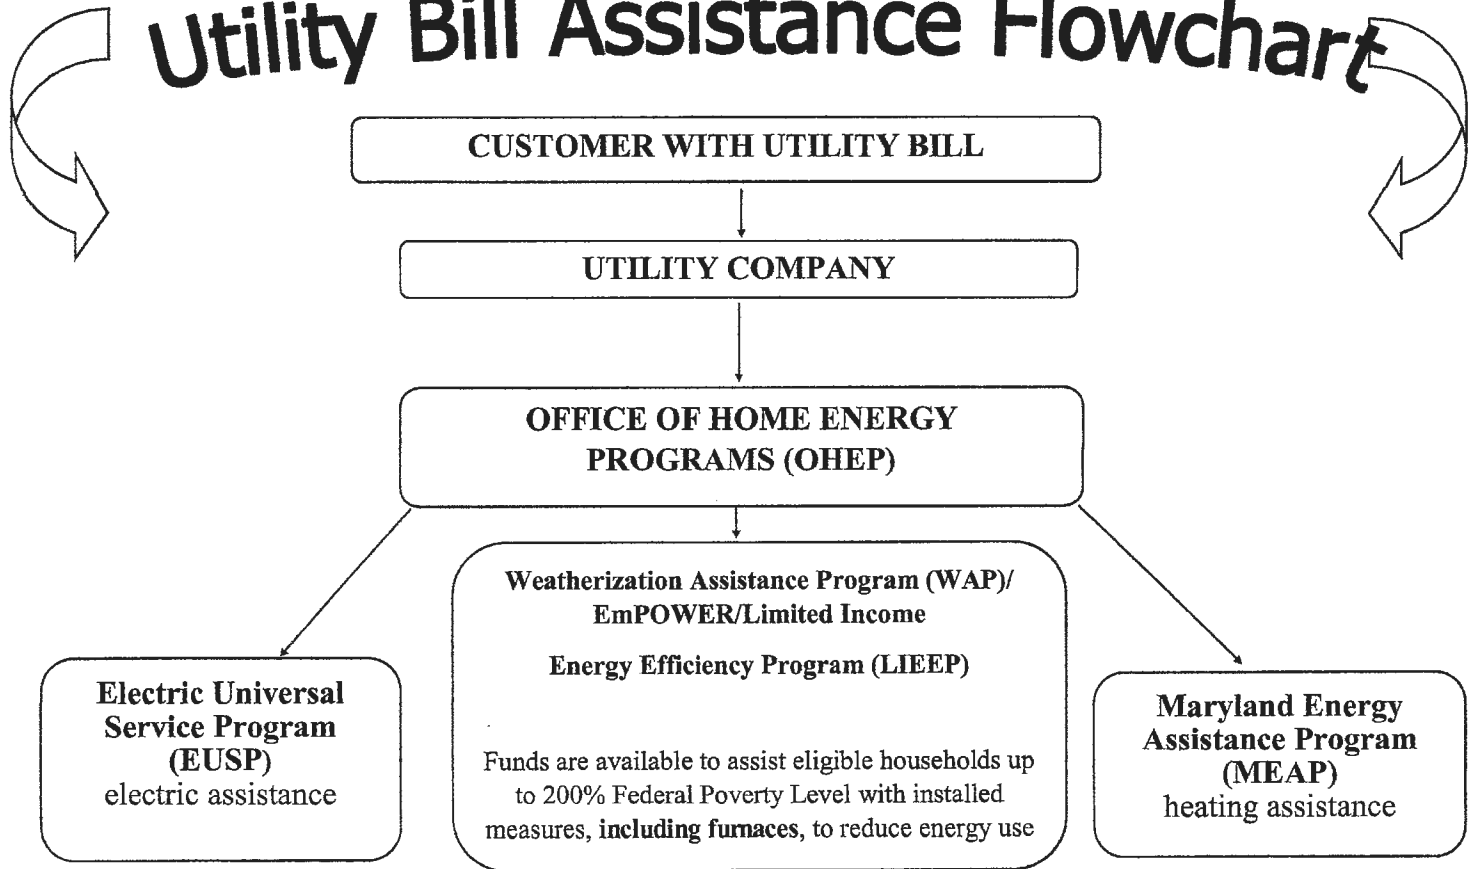 Utility Bill Assistance Flowchart
CUSTOMER WITH UTILITY BILL
UTILITY COMPANY
OFFICE OF HOME ENERGY
PROGRAMS (OHEP)
Weatherization Assistance Program (WAP)/
EmPOWER/Limited Income
Energy Efficiency Program (LIEEP)
Funds are available to assist eligible households up
to 200% Federal Poverty Level with installed
measures, including furnaces, to reduce energy use
Electric Universal
Service Program
(EUSP)
electric assistance
Maryland Energy
Assistance Program
(MEAP)
heating assistance